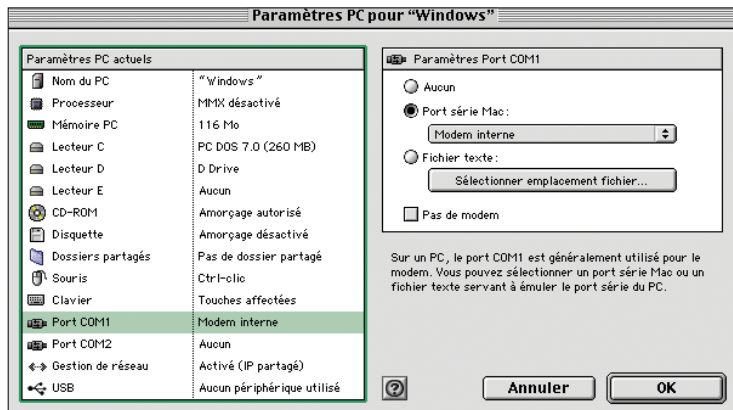 Paramètres PC pour “Windows”
Paramètres PC actuels
Nom du PC “Windows”
Processeur MMX désactivé
Mémoire PC 116 Mo
Lecteur C PC DOS 7.0 (260 MB)
Lecteur D D Drive
Lecteur E Aucun
CD-ROM Amorçage autorisé
Disquette Amorçage désactivé
Dossiers partagés Pas de dossier partagé
Souris Ctrl-clic
Clavier Touches affectées
Port COM1 Modem interne
Port COM2 Aucun
Gestion de réseau Activé (IP partagé)
USB Aucun périphérique utilisé
Paramètres Port COM1
Aucun
Port série Mac :
Modem interne
Fichier texte :
Sélectionner emplacement fichier...
Pas de modem
Sur un PC, le port COM1 est généralement utilisé pour le
modem. Vous pouvez sélectionner un port série Mac ou un
fichier texte servant à émuler le port série du PC.
?
Annuler
OK